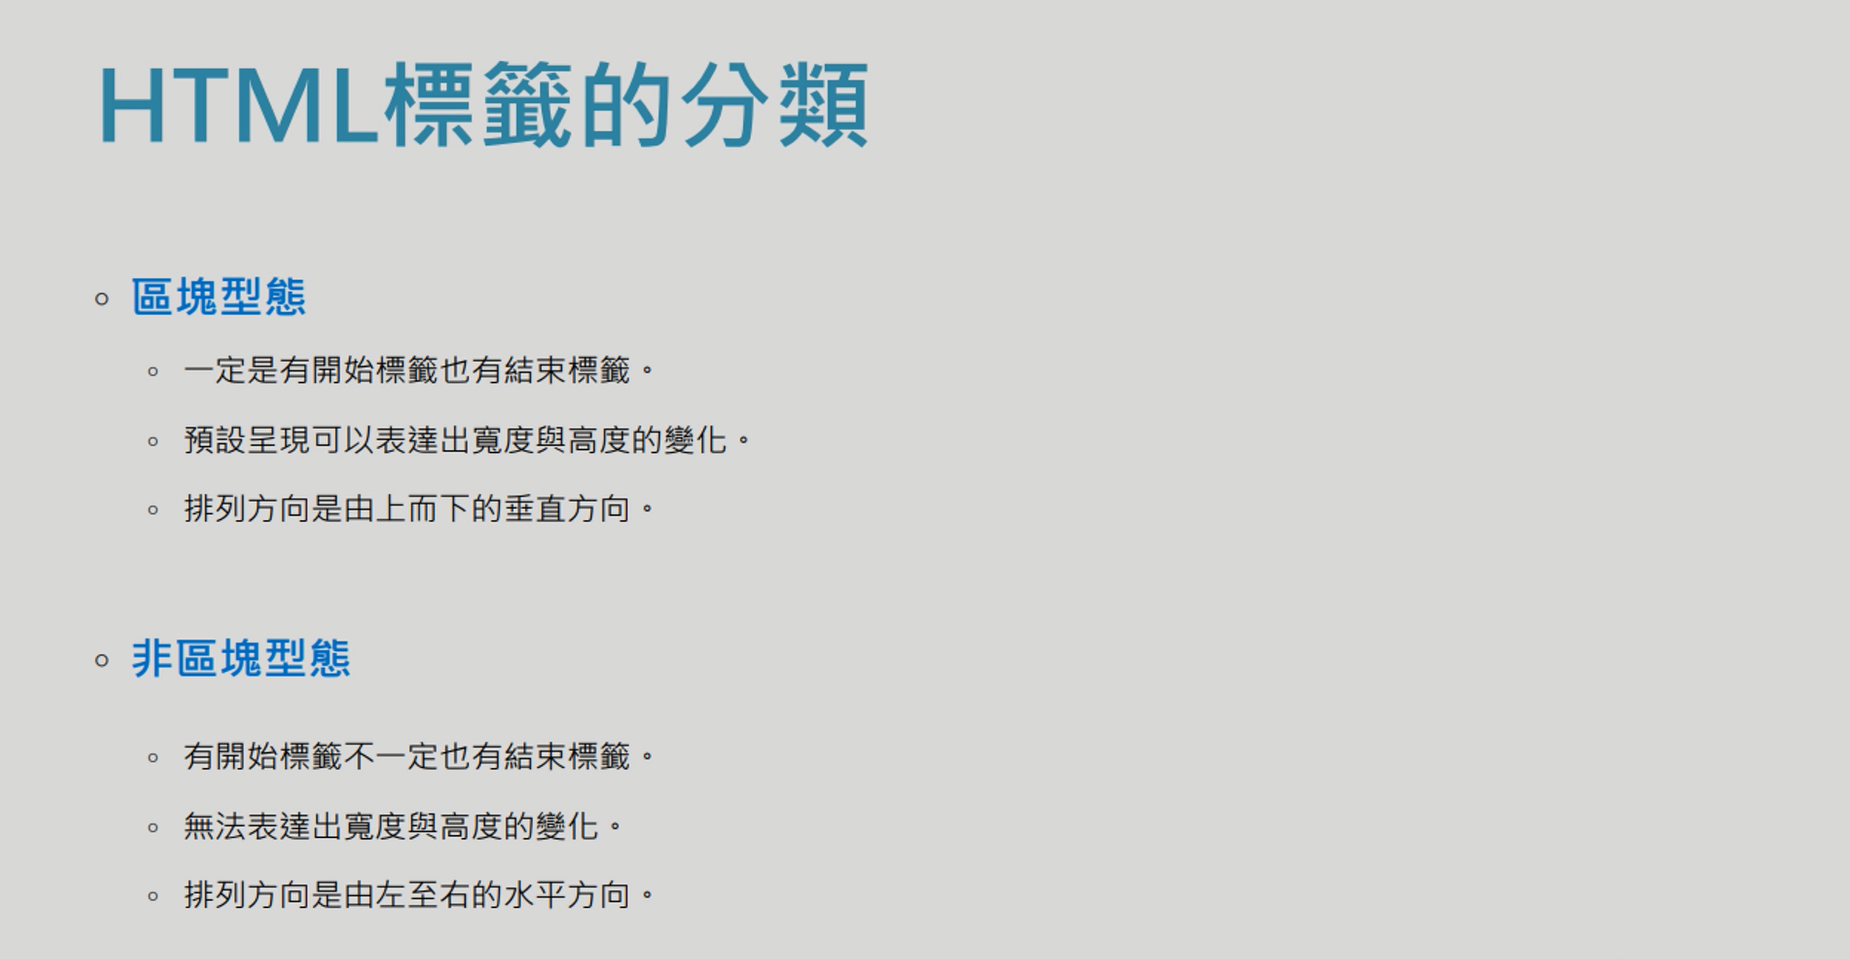 HTML標籤的分類
區塊型態
一定是有開始標籤也有結束標籤。
預設呈現可以表達出寬度與高度的變化。
排列方向是由上而下的垂直方向。
非區塊型態
有開始標籤不一定也有結束標籤。
無法表達出寬度與高度的變化。
排列方向是由左至右的水平方向。